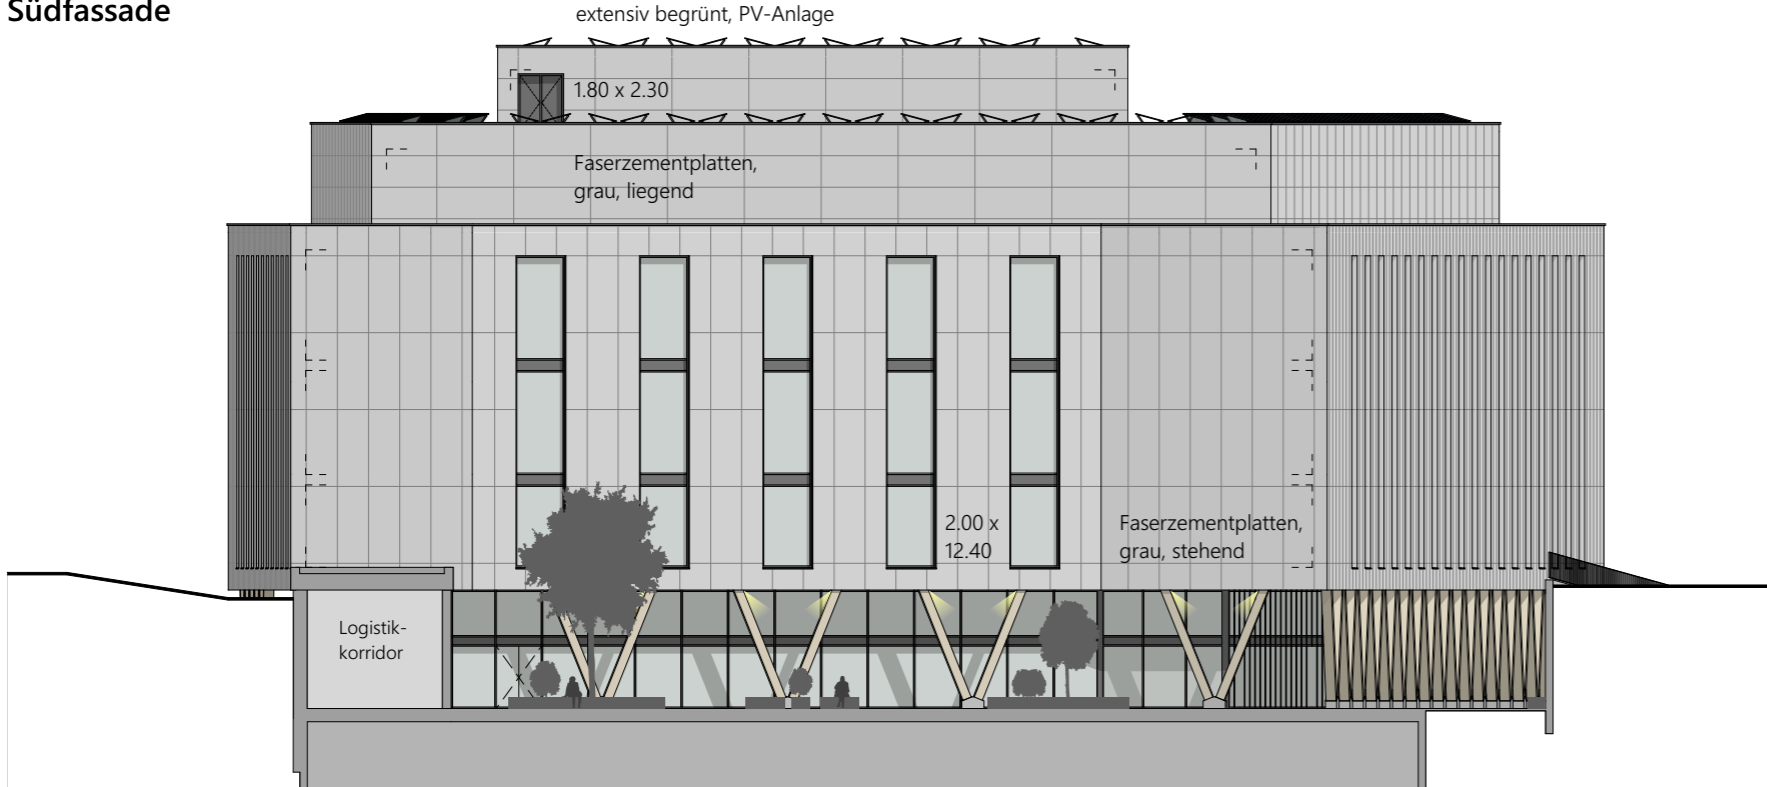 Südfassade
extensiv begrünt, PV-Anlage
1.80 x 2.30
Faserzementplatten,
grau, liegend
2.00 x
12.40
Faserzementplatten,
grau, stehend
Logistik-
korridor